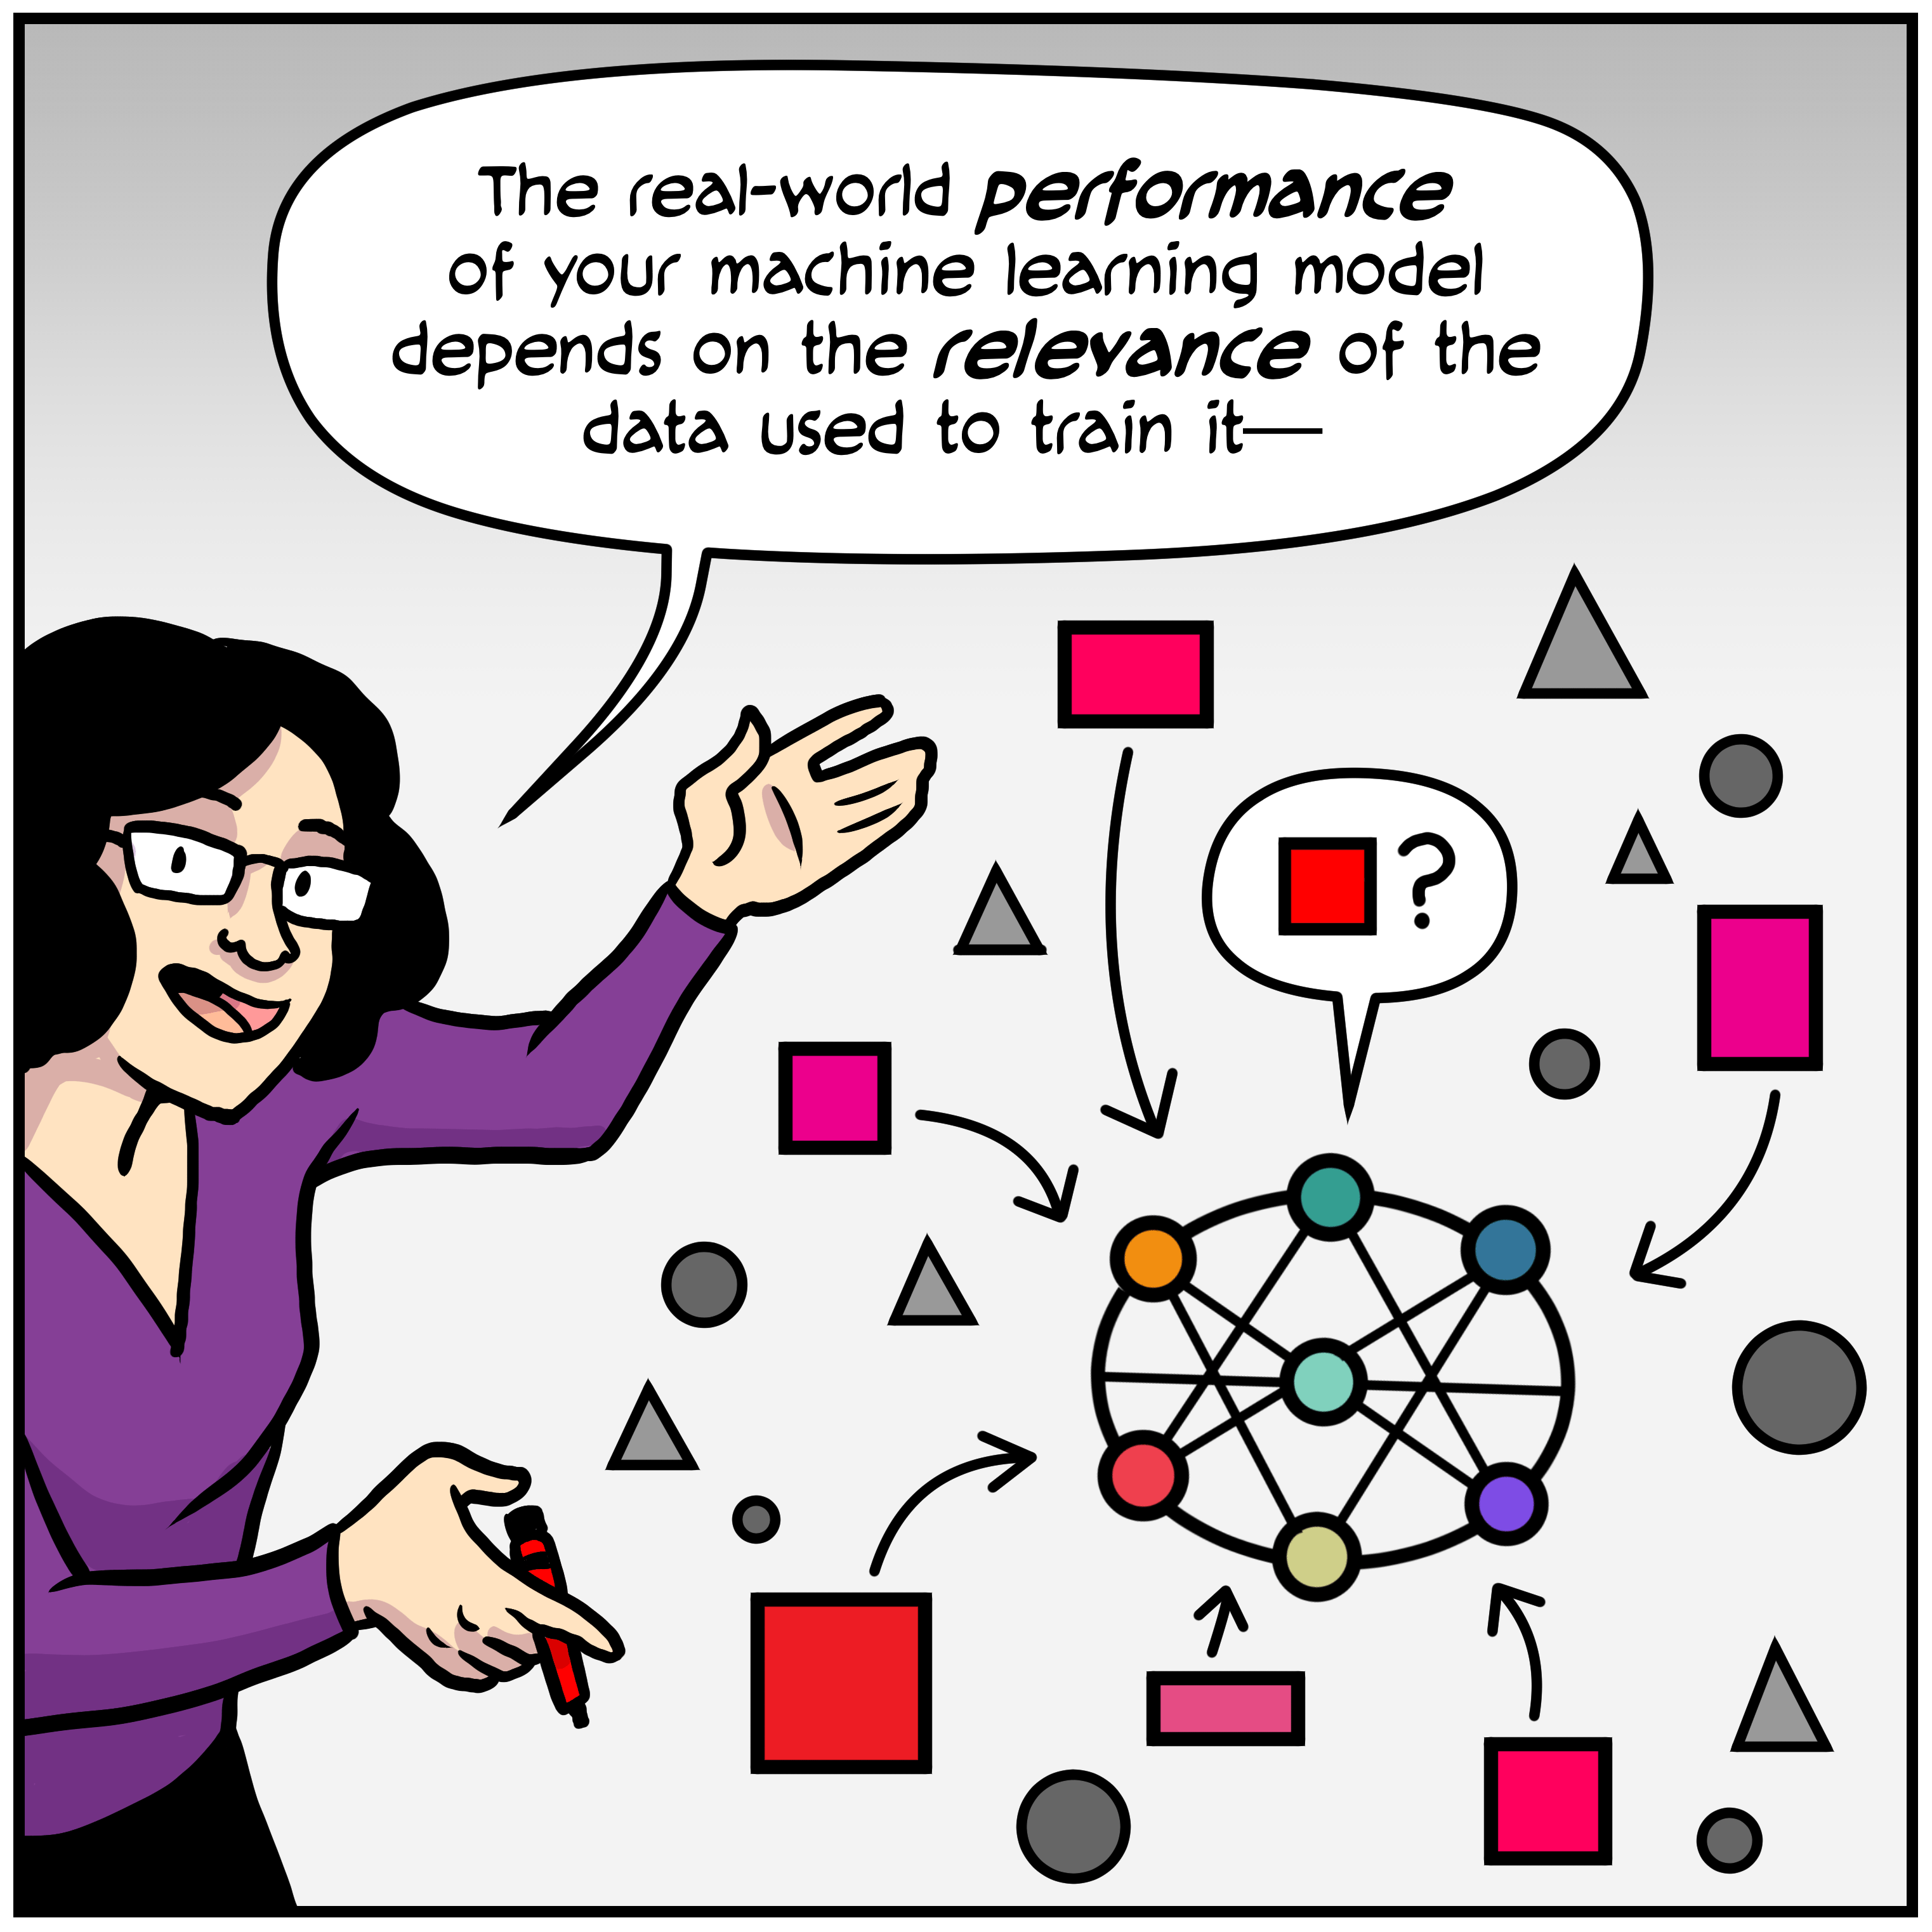 The real-world performance
of your machine learning model
depends on the relevance of the
data used to train it—
?